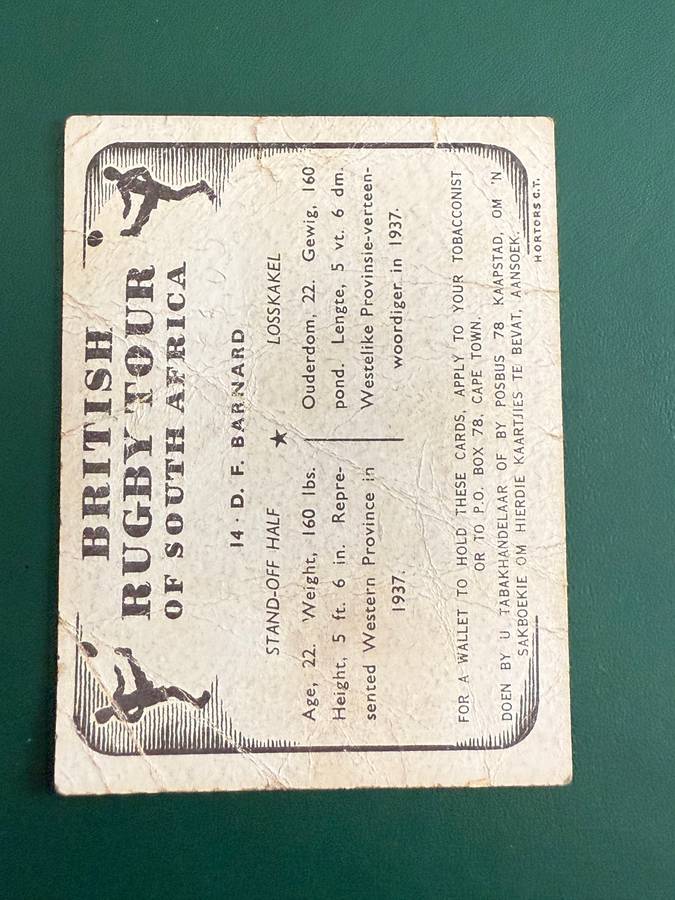 BRITISH
RUGBY TOUR
OF SOUTH AFRICA
14 · D. F. BARNARD
STAND-OFF HALF
LOSSKAKEL
Age, 22. Weight, 160 lbs.
Height, 5 ft. 6 in. Repre-
sented Western Province in
1937.
Ouderdom, 22. Gewig, 160
pond. Lengte, 5 vt. 6 dm.
Westelike Provinsie-verteen-
woordiger in 1937.
FOR A WALLET TO HOLD THESE CARDS, APPLY TO YOUR TOBACCONIST
OR TO P.O. BOX 78, CAPE TOWN.
DOEN BY U TABAKHANDELAAR OF BY POSBUS 78 KAAPSTAD, OM 'N
SAKBOEKIE OM HIERDIE KAARTJIES TE BEVAT, AANSOEK.
HORTORS C.T.